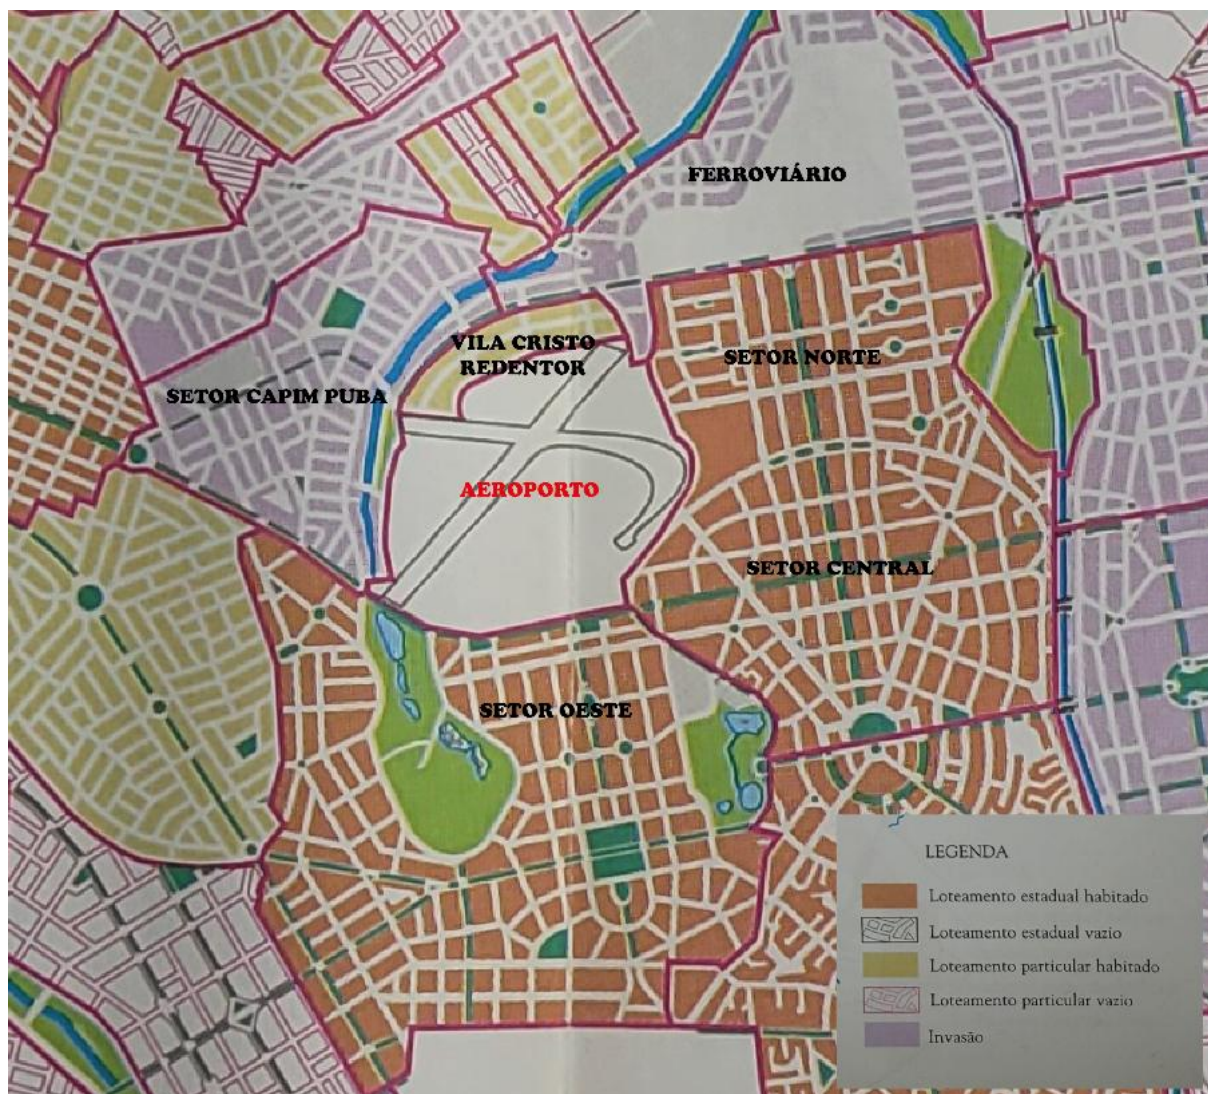 FERROVIÁRIO
VILA CRISTO
REDENTOR
SETOR NORTE
SETOR CAPIM PUBA
AEROPORTO
SETOR CENTRAL
SETOR OESTE
LEGENDA
Loteamento estadual habitado
Loteamento estadual vazio
Loteamento particular habitado
Loteamento particular vazio
Invasão